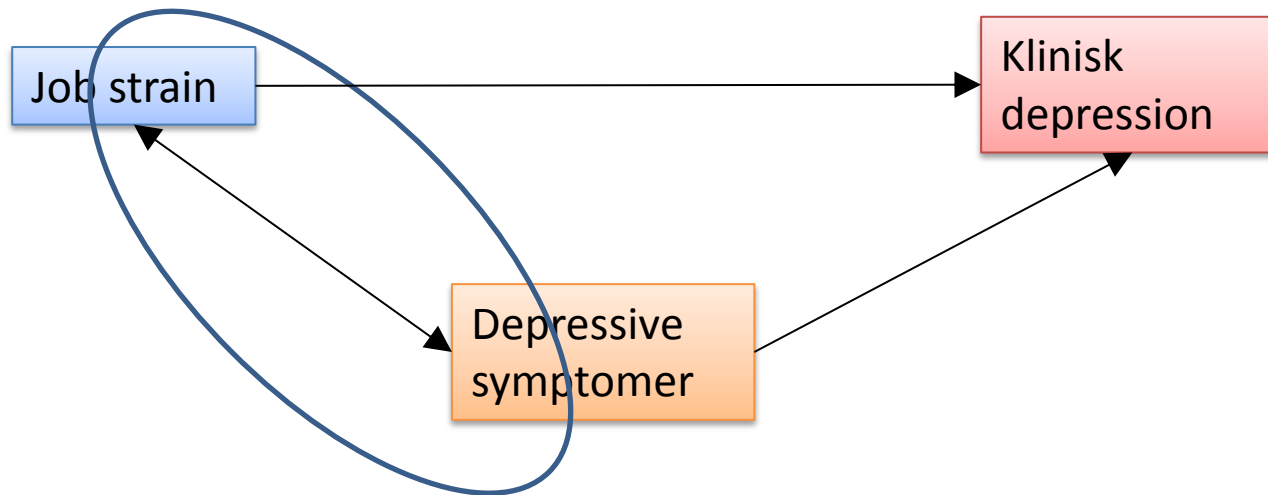 Job strain
Klinisk
depression
Depressive
symptomer